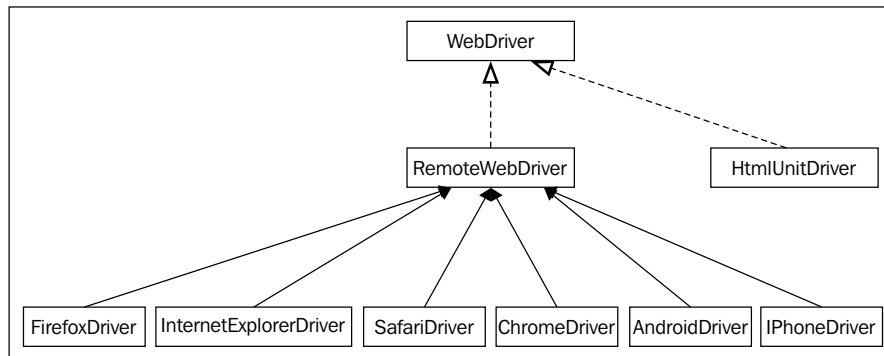 WebDriver
RemoteWebDriver HtmlUnitDriver
FirefoxDriver InternetExplorerDriver SafariDriver ChromeDriver AndroidDriver IPhoneDriver